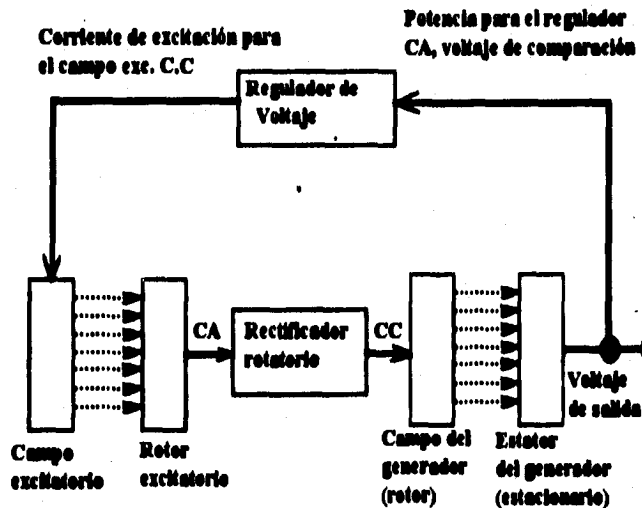 Potencia para el regulador
CA, voltaje de comparación
Corriente de excitación para
el campo exc. C.C
Regulador de
Voltaje
CA
Rectificador
rotatorio
CC
Voltaje
de salida
Campo
excitatorio
Rotor
excitatorio
Campo del
generador
(rotor)
Estator
del generador
(estacionario)